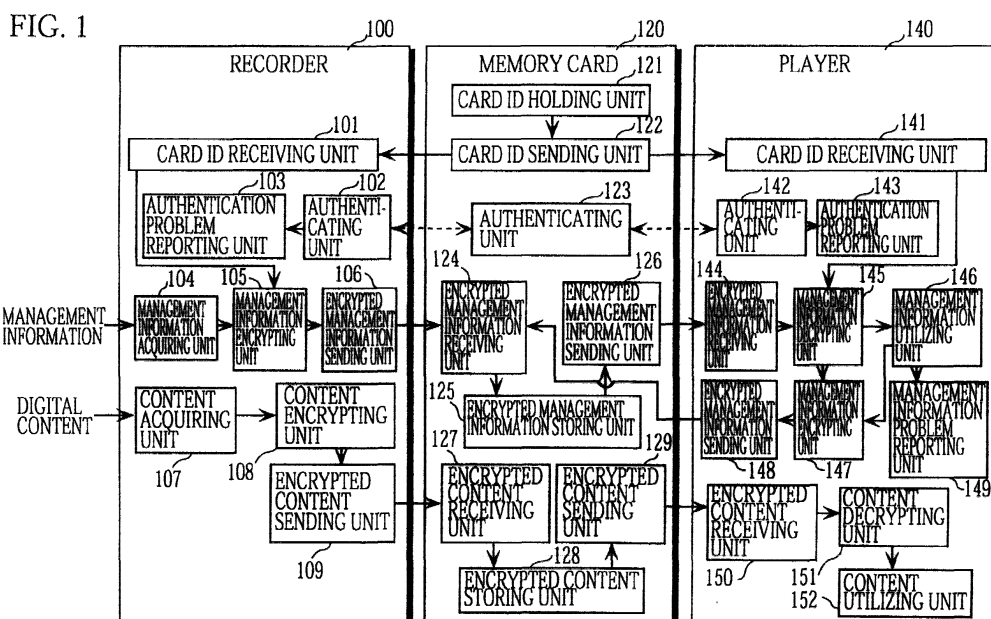 FIG. 1
100
RECORDER
101
CARD ID RECEIVING UNIT
103
AUTHENTICATION
PROBLEM
REPORTING UNIT
102
AUTHENTI-
CATING
UNIT
104
MANAGEMENT
INFORMATION
ACQUIRING UNIT
105
MANAGEMENT
INFORMATION
ENCRYPTING
UNIT
106
ENCRYPTED
MANAGEMENT
INFORMATION
SENDING UNIT
MANAGEMENT
INFORMATION
DIGITAL
CONTENT
CONTENT
ACQUIRING
UNIT
107
CONTENT
ENCRYPTING
UNIT
108
ENCRYPTED
CONTENT
SENDING UNIT
109
120
MEMORY CARD
121
CARD ID HOLDING UNIT
122
CARD ID SENDING UNIT
123
AUTHENTICATING
UNIT
124
ENCRYPTED
MANAGEMENT
INFORMATION
RECEIVING
UNIT
126
ENCRYPTED
MANAGEMENT
INFORMATION
SENDING UNIT
125
ENCRYPTED MANAGEMENT
INFORMATION STORING UNIT
127
ENCRYPTED
CONTENT
RECEIVING
UNIT
129
ENCRYPTED
CONTENT
SENDING
UNIT
128
ENCRYPTED CONTENT
STORING UNIT
140
PLAYER
141
CARD ID RECEIVING UNIT
142
AUTHENTI-
CATING
UNIT
143
AUTHENTICATION
PROBLEM
REPORTING UNIT
144
ENCRYPTED
MANAGEMENT
INFORMATION
RECEIVING
UNIT
145
MANAGEMENT
INFORMATION
DECRYPTING
UNIT
146
MANAGEMENT
INFORMATION
UTILIZING
UNIT
ENCRYPTED
MANAGEMENT
INFORMATION
SENDING UNIT
148
MANAGEMENT
INFORMATION
ENCRYPTING
UNIT
147
MANAGEMENT
INFORMATION
PROBLEM
REPORTING
UNIT
149
ENCRYPTED
CONTENT
RECEIVING
UNIT
150
CONTENT
DECRYPTING
UNIT
151
CONTENT
UTILIZING UNIT
152